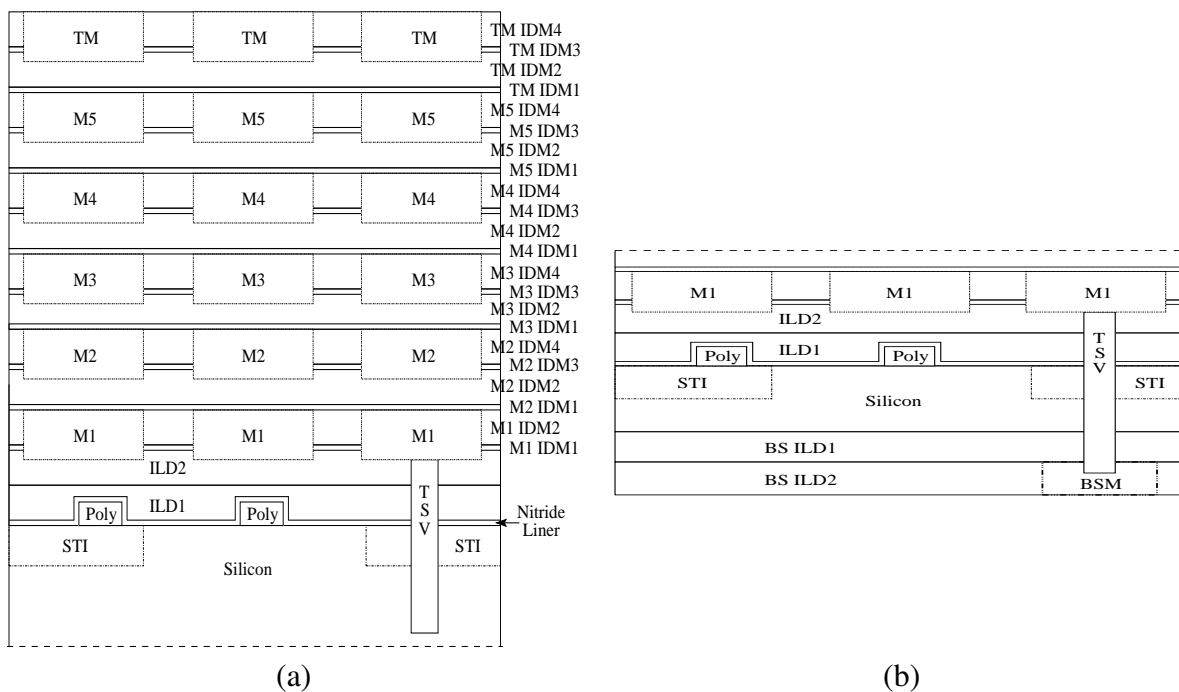 TM TM TM TM IDM4
TM IDM3
TM IDM2
TM IDM1
M5 IDM4
M5 M5 M5 M5 IDM3
M5 IDM2
M5 IDM1
M4 IDM4
M4 M4 M4 M4 IDM3
M4 IDM2
M4 IDM1
M3 IDM4
M3 M3 M3 M3 IDM3
M3 IDM2
M3 IDM1
M2 IDM4
M2 M2 M2 M2 IDM3
M2 IDM2
M2 IDM1
M1 IDM2
M1 M1 M1 M1 IDM1
ILD2
ILD1
Poly Poly
TSV
Nitride
Liner
STI STI
Silicon
(a)
M1 M1 M1
ILD2
ILD1
Poly Poly
TSV
STI STI
Silicon
BS ILD1
BS ILD2 BSM
(b)